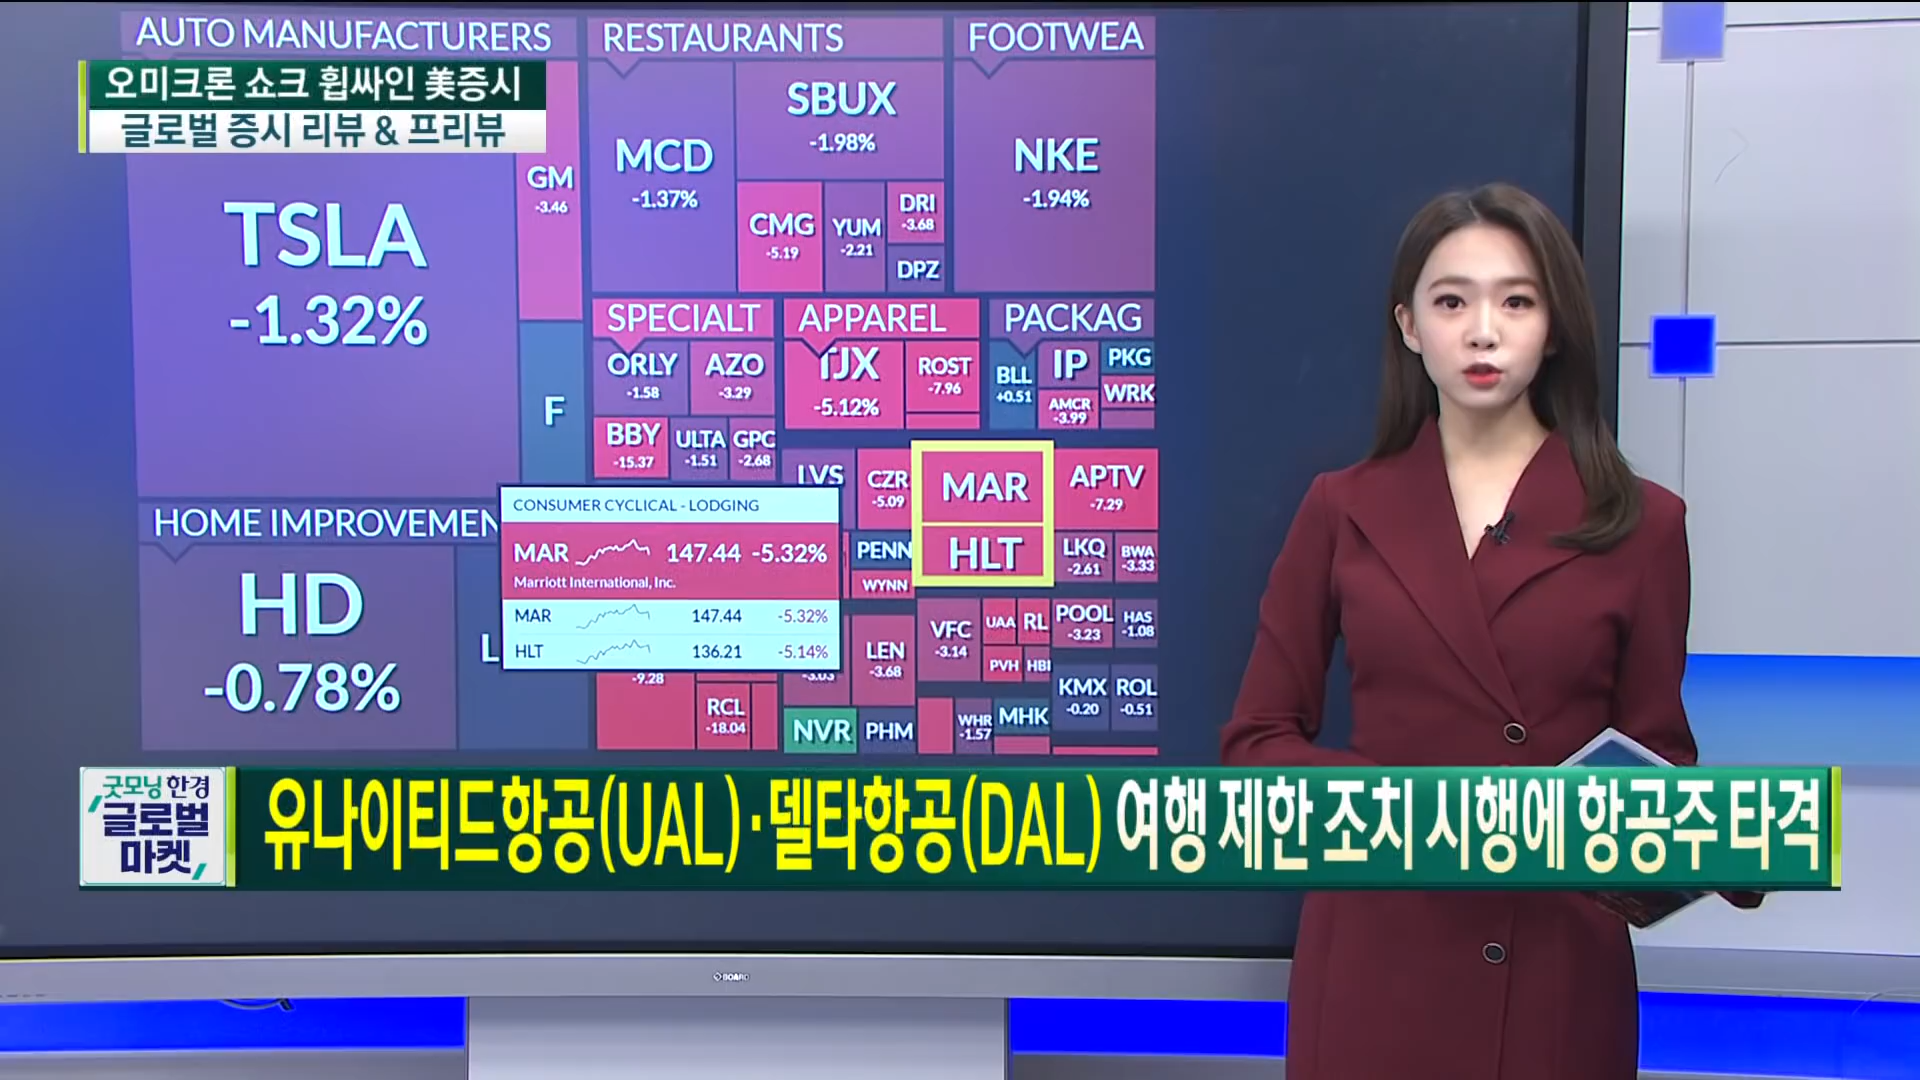 AUTO MANUFACTURERS
RESTAURANTS
FOOTWEA
오미크론 쇼크 휩싸인 美증시
글로벌 증시 리뷰 & 프리뷰
TSLA
-1.32%
GM
-3.46
F
MCD
-1.37%
SBUX
-1.98%
CMG
-5.19
YUM
-2.21
DRI
-3.68
DPZ
NKE
-1.94%
SPECIALT
APPAREL
PACKAG
ORLY
-1.58
AZO
-3.29
BBY
-15.37
ULTA
-1.51
GPC
-2.68
TJX
-5.12%
ROST
-7.96
BLL
+0.51
IP
PKG
AMCR
-3.99
WRK
LVS
CZR
-5.09
MAR
HLT
APTV
-7.29
HOME IMPROVEMEN
HD
-0.78%
L
CONSUMER CYCLICAL - LODGING
MAR 147.44 -5.32%
Marriott International, Inc.
MAR 147.44 -5.32%
HLT 136.21 -5.14%
PENN
WYNN
LKQ
-2.61
BWA
-3.33
VFC
-3.14
UAA
RL
PVH
HBI
POOL
-3.23
HAS
-1.08
LEN
-3.68
-9.28
-3.03
RCL
-18.04
NVR
PHM
WHR
-1.57
MHK
KMX
-0.20
ROL
-0.51
굿모닝 한경
글로벌
마켓
유나이티드항공(UAL)·델타항공(DAL) 여행 제한 조치 시행에 항공주 타격
BOARD